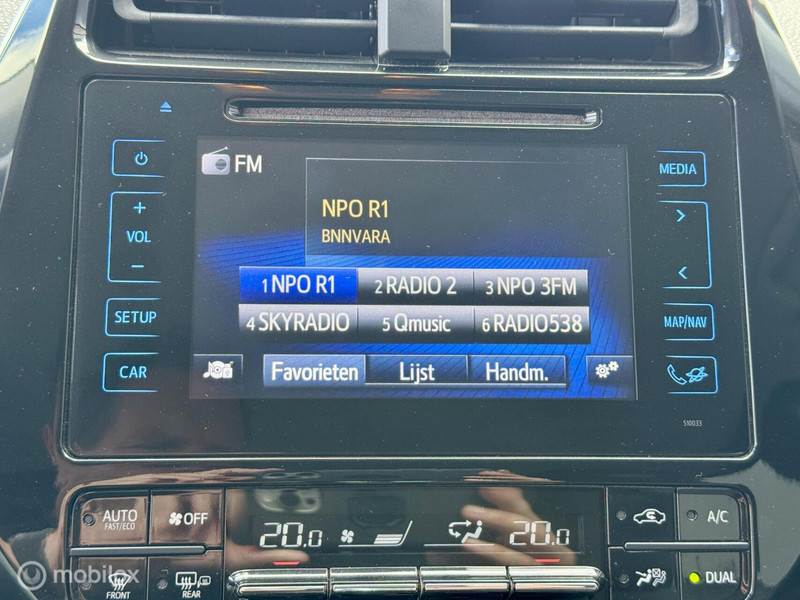 FM
MEDIA
NPO R1
BNNVARA
+
VOL
−
1 NPO R1
2 RADIO 2
3 NPO 3FM
SETUP
4 SKYRADIO
5 Qmusic
6 RADIO538
MAP/NAV
CAR
Favorieten
Lijst
Handm.
510033
AUTO
FAST/ECO
OFF
20.0
20.0
A/C
DUAL
FRONT
REAR
mobilex